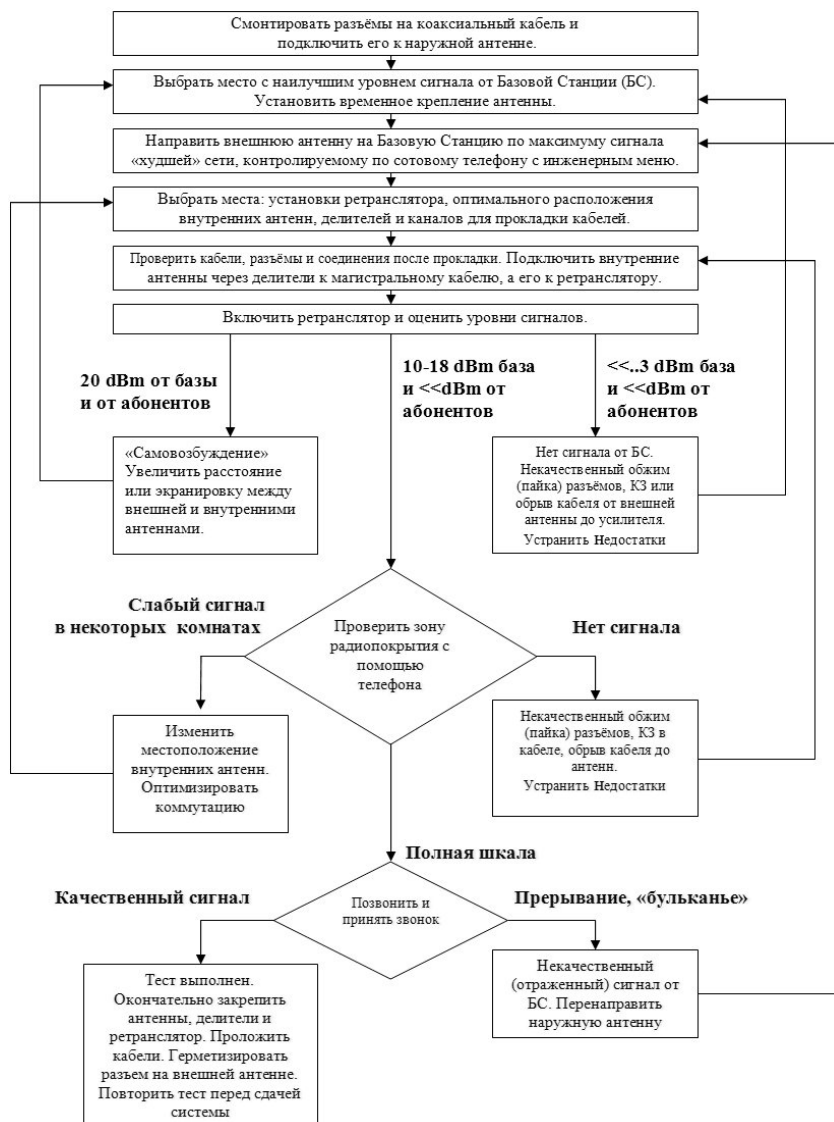 Смонтировать разъёмы на коаксиальный кабель и
подключить его к наружной антенне.
Выбрать место с наилучшим уровнем сигнала от Базовой Станции (БС).
Установить временное крепление антенны.
Направить внешнюю антенну на Базовую Станцию по максимуму сигнала
«худшей» сети, контролируемому по сотовому телефону с инженерным меню.
Выбрать места: установки ретранслятора, оптимального расположения
внутренних антенн, делителей и каналов для прокладки кабелей.
Проверить кабели, разъёмы и соединения после прокладки. Подключить внутренние
антенны через делители к магистральному кабелю, а его к ретранслятору.
Включить ретранслятор и оценить уровни сигналов.
20 dBm от базы
и от абонентов
10-18 dBm база
и <<dBm от
абонентов
<<..3 dBm база
и <<dBm от
абонентов
«Самовозбуждение»
Увеличить расстояние
или экранировку между
внешней и внутренними
антеннами.
Нет сигнала от БС.
Некачественный обжим
(пайка) разъёмов, КЗ или
обрыв кабеля от внешней
антенны до усилителя.
Устранить Недостатки
Слабый сигнал
в некоторых комнатах
Проверить зону
радиопокрытия с
помощью
телефона
Нет сигнала
Изменить
местоположение
внутренних антенн.
Оптимизировать
коммутацию
Некачественный обжим
(пайка) разъёмов, КЗ в
кабеле, обрыв кабеля до
антенн.
Устранить Недостатки
Полная шкала
Качественный сигнал
Позвонить и
принять звонок
Прерывание, «бульканье»
Тест выполнен.
Окончательно закрепить
антенны, делители и
ретранслятор. Проложить
кабели. Герметизировать
разъем на внешней антенне.
Повторить тест перед сдачей
системы
Некачественный
(отраженный) сигнал от
БС. Перенаправить
наружную антенну